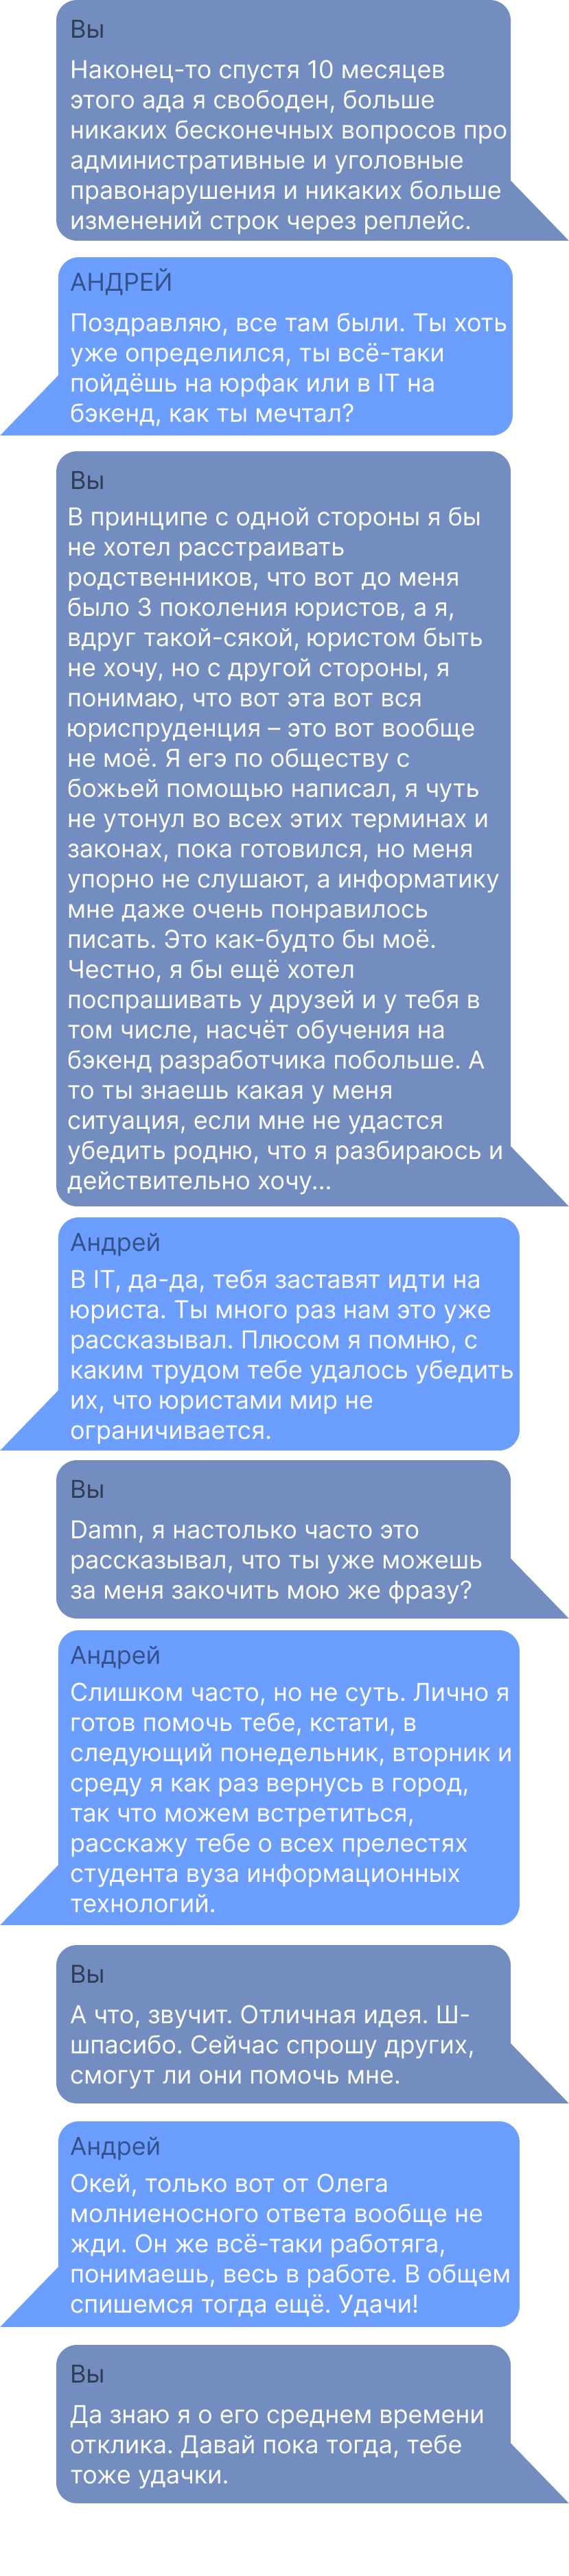 Вы
Наконец-то спустя 10 месяцев
этого ада я свободен, больше
никаких бесконечных вопросов про
административные и уголовные
правонарушения и никаких больше
изменений строк через реплейс.
АНДРЕЙ
Поздравляю, все там были. Ты хоть
уже определился, ты всё-таки
пойдёшь на юрфак или в IT на
бэкенд, как ты мечтал?
Вы
В принципе с одной стороны я бы
не хотел расстраивать
родственников, что вот до меня
было 3 поколения юристов, а я,
вдруг такой-сякой, юристом быть
не хочу, но с другой стороны, я
понимаю, что вот эта вот вся
юриспруденция – это вот вообще
не моё. Я егэ по обществу с
божьей помощью написал, я чуть
не утонул во всех этих терминах и
законах, пока готовился, но меня
упорно не слушают, а информатику
мне даже очень понравилось
писать. Это как-будто бы моё.
Честно, я бы ещё хотел
поспрашивать у друзей и у тебя в
том числе, насчёт обучения на
бэкенд разработчика побольше. А
то ты знаешь какая у меня
ситуация, если мне не удастся
убедить родню, что я разбираюсь и
действительно хочу...
Андрей
В IT, да-да, тебя заставят идти на
юриста. Ты много раз нам это уже
рассказывал. Плюсом я помню, с
каким трудом тебе удалось убедить
их, что юристами мир не
ограничивается.
Вы
Damn, я настолько часто это
рассказывал, что ты уже можешь
за меня закочить мою же фразу?
Андрей
Слишком часто, но не суть. Лично я
готов помочь тебе, кстати, в
следующий понедельник, вторник и
среду я как раз вернусь в город,
так что можем встретиться,
расскажу тебе о всех прелестях
студента вуза информационных
технологий.
Вы
А что, звучит. Отличная идея. Ш-
шпасибо. Сейчас спрошу других,
смогут ли они помочь мне.
Андрей
Окей, только вот от Олега
молниеносного ответа вообще не
жди. Он же всё-таки работяга,
понимаешь, весь в работе. В общем
спишемся тогда ещё. Удачи!
Вы
Да знаю я о его среднем времени
отклика. Давай пока тогда, тебе
тоже удачки.